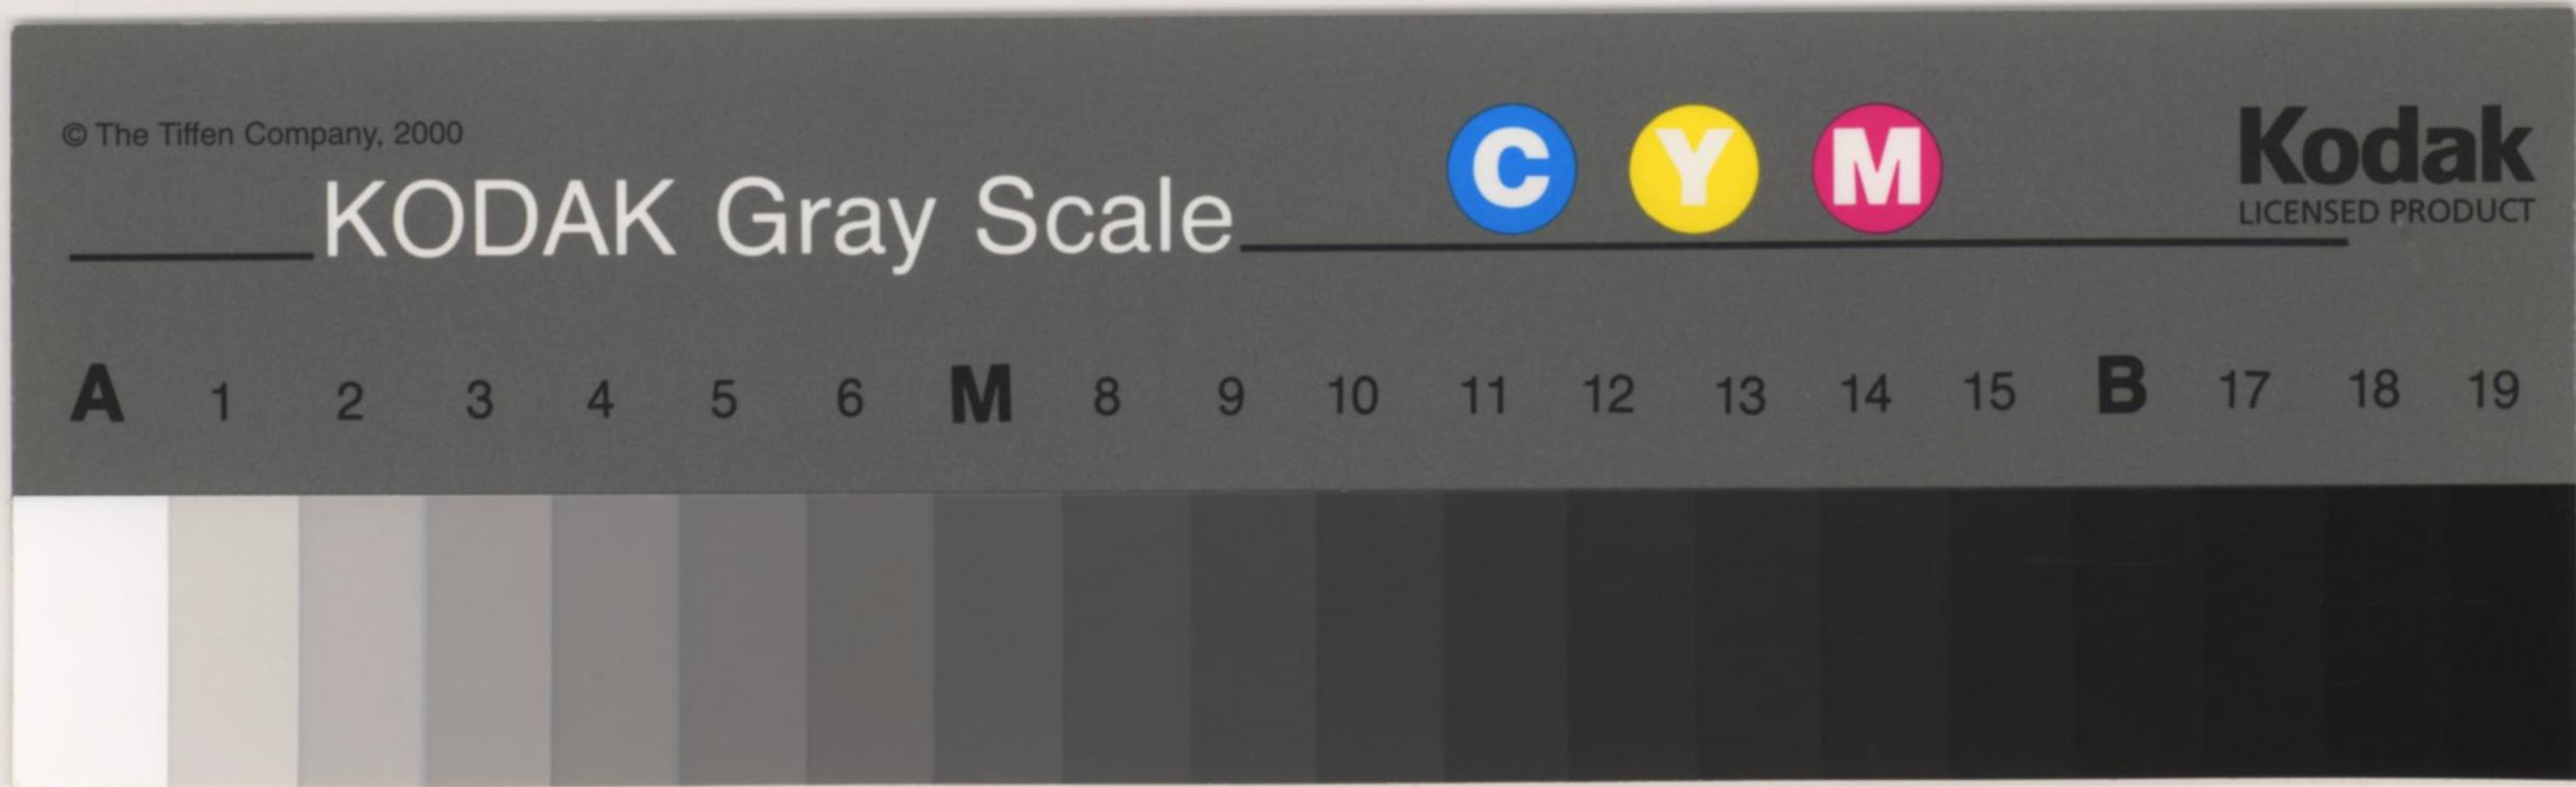 © The Tiffen Company, 2000
KODAK Gray Scale
C Y M
Kodak
LICENSED PRODUCT
A 1 2 3 4 5 6 M 8 9 10 11 12 13 14 15 B 17 18 19